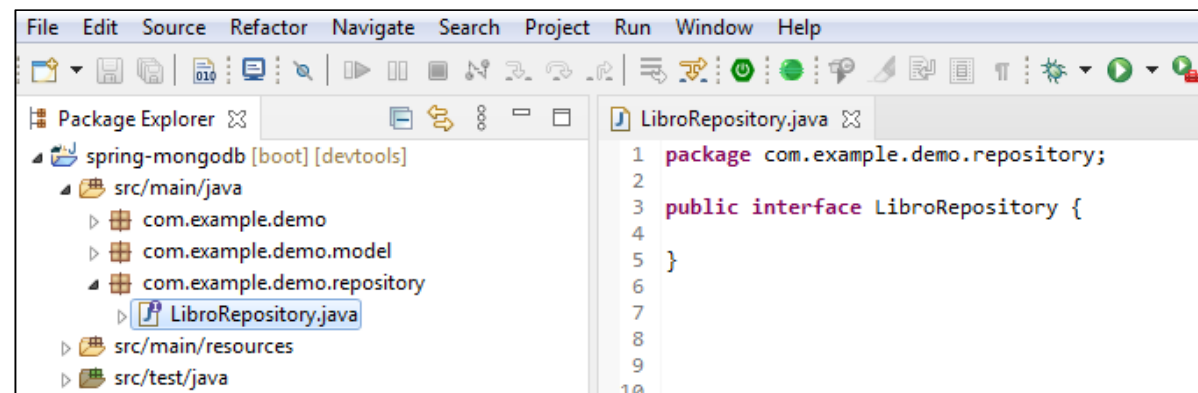 File Edit Source Refactor Navigate Search Project Run Window Help
010
Package Explorer
spring-mongodb [boot] [devtools]
src/main/java
com.example.demo
com.example.demo.model
com.example.demo.repository
LibroRepository.java
src/main/resources
src/test/java
LibroRepository.java
1 package com.example.demo.repository;
2
3 public interface LibroRepository {
4
5 }
6
7
8
9
10